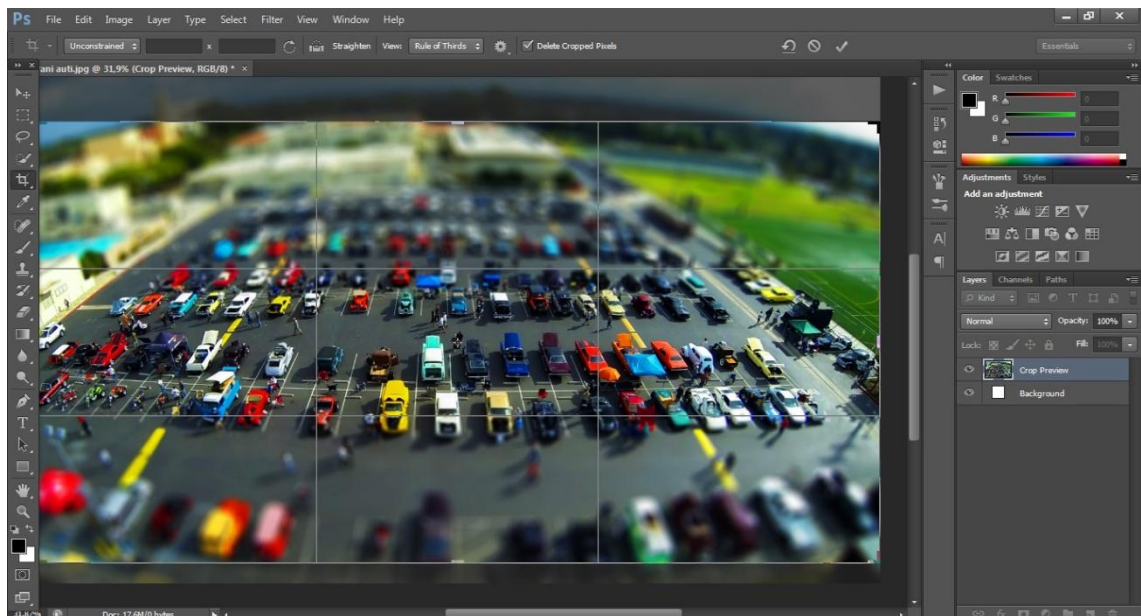 Ps File Edit Image Layer Type Select Filter View Window Help
Unconstrained x Straighten View: Rule of Thirds Delete Cropped Pixels Essentials
ani auti.jpg @ 31,9% (Crop Preview, RGB/8) * ×
Color Swatches
R 0
G 0
B 0
Adjustments Styles
Add an adjustment
Layers Channels Paths
Kind
Normal Opacity: 100%
Lock: Fill: 100%
Crop Preview
Background
Doc: 17,6M/0 bytes